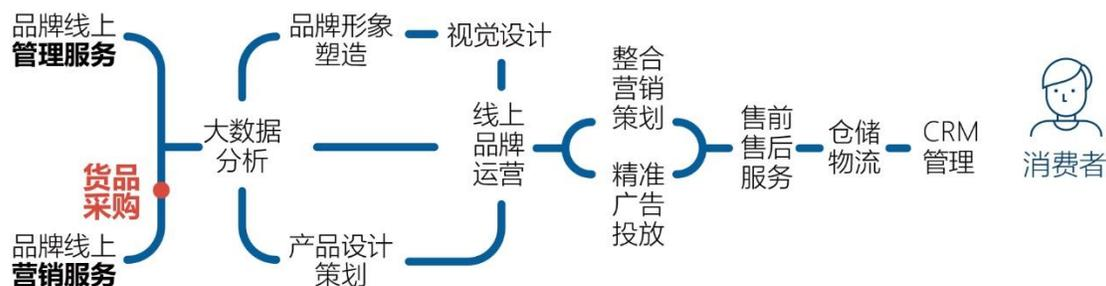 品牌线上
管理服务
货品
采购
品牌线上
营销服务
大数据
分析
品牌形象
塑造
视觉设计
产品设计
策划
线上
品牌
运营
整合
营销
策划
精准
广告
投放
售前
售后
服务
仓储
物流
CRM
管理
消费者